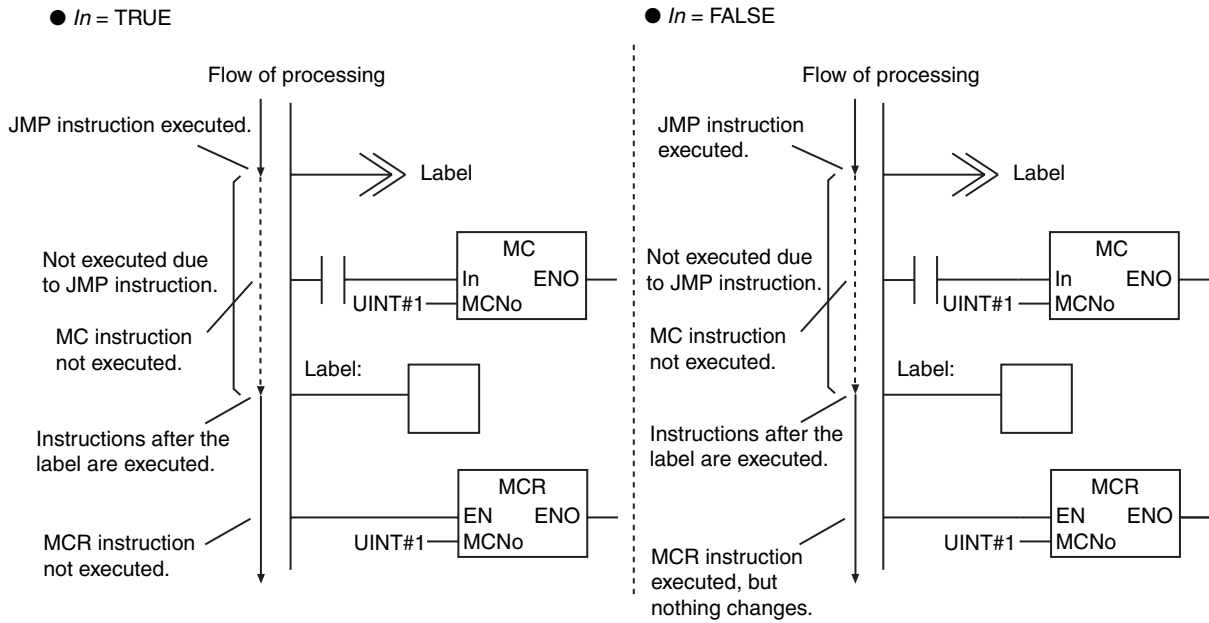 ● In = TRUE
Flow of processing
JMP instruction executed.
Label
Not executed due
to JMP instruction.
MC
In ENO
UINT#1 MCNo
MC instruction
not executed.
Label:
Instructions after the
label are executed.
MCR
EN ENO
UINT#1 MCNo
MCR instruction
not executed.
● In = FALSE
Flow of processing
JMP instruction
executed.
Label
Not executed due
to JMP instruction.
MC
In ENO
UINT#1 MCNo
MC instruction
not executed.
Label:
Instructions after the
label are executed.
MCR
EN ENO
UINT#1 MCNo
MCR instruction
executed, but
nothing changes.